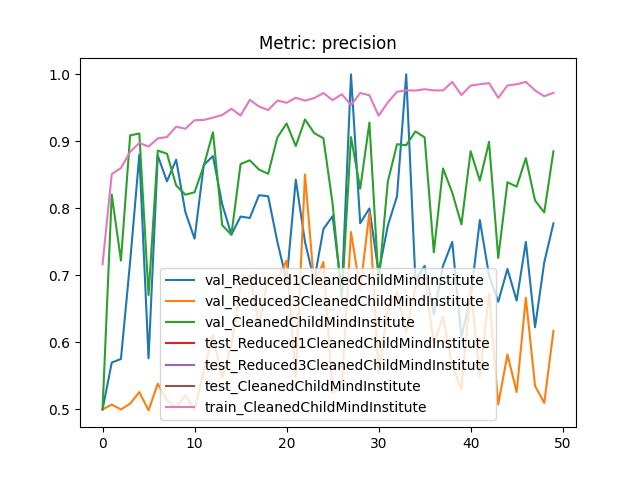 Metric: precision
1.0
0.9
0.8
0.7
0.6
0.5
val_Reduced1CleanedChildMindInstitute
val_Reduced3CleanedChildMindInstitute
val_CleanedChildMindInstitute
test_Reduced1CleanedChildMindInstitute
test_Reduced3CleanedChildMindInstitute
test_CleanedChildMindInstitute
train_CleanedChildMindInstitute
0 10 20 30 40 50